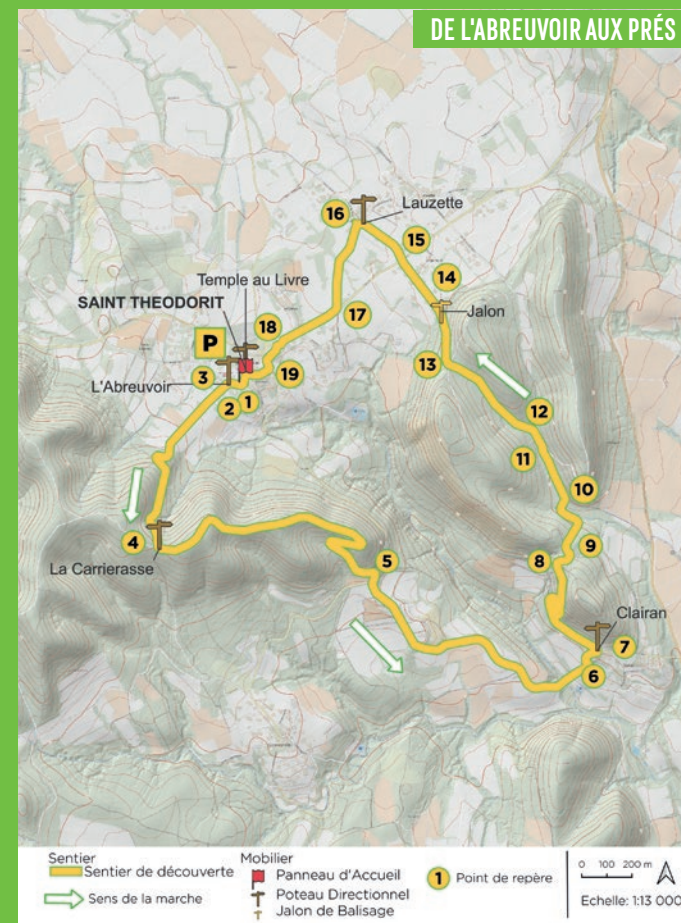 DE L'ABREUVOIR AUX PRÉS
16
Lauzette
15
14
Temple au Livre
SAINT THEODORIT
18
17
Jalon
P
3
L'Abreuvoir
19
13
2
1
12
11
10
4
La Carrierasse
5
8
9
Clairan
7
6
Sentier
Sentier de découverte
Sens de la marche
Mobilier
Panneau d'Accueil
Poteau Directionnel
Jalon de Balisage
1 Point de repère
0 100 200 m
Echelle: 1:13 000